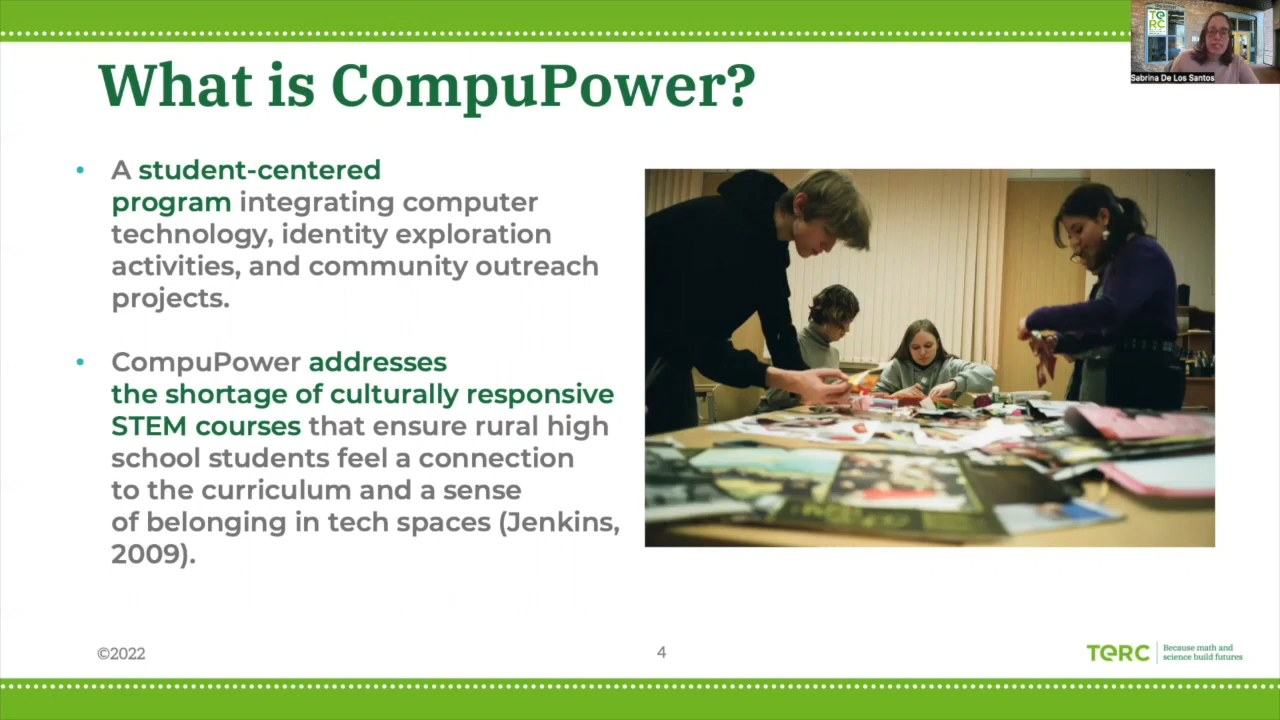 What is CompuPower?
TERC
Sabrina De Los Santos
• A student-centered
program integrating computer
technology, identity exploration
activities, and community outreach
projects.
• CompuPower addresses
the shortage of culturally responsive
STEM courses that ensure rural high
school students feel a connection
to the curriculum and a sense
of belonging in tech spaces (Jenkins,
2009).
©2022
4
TERC
Because math and
science build futures